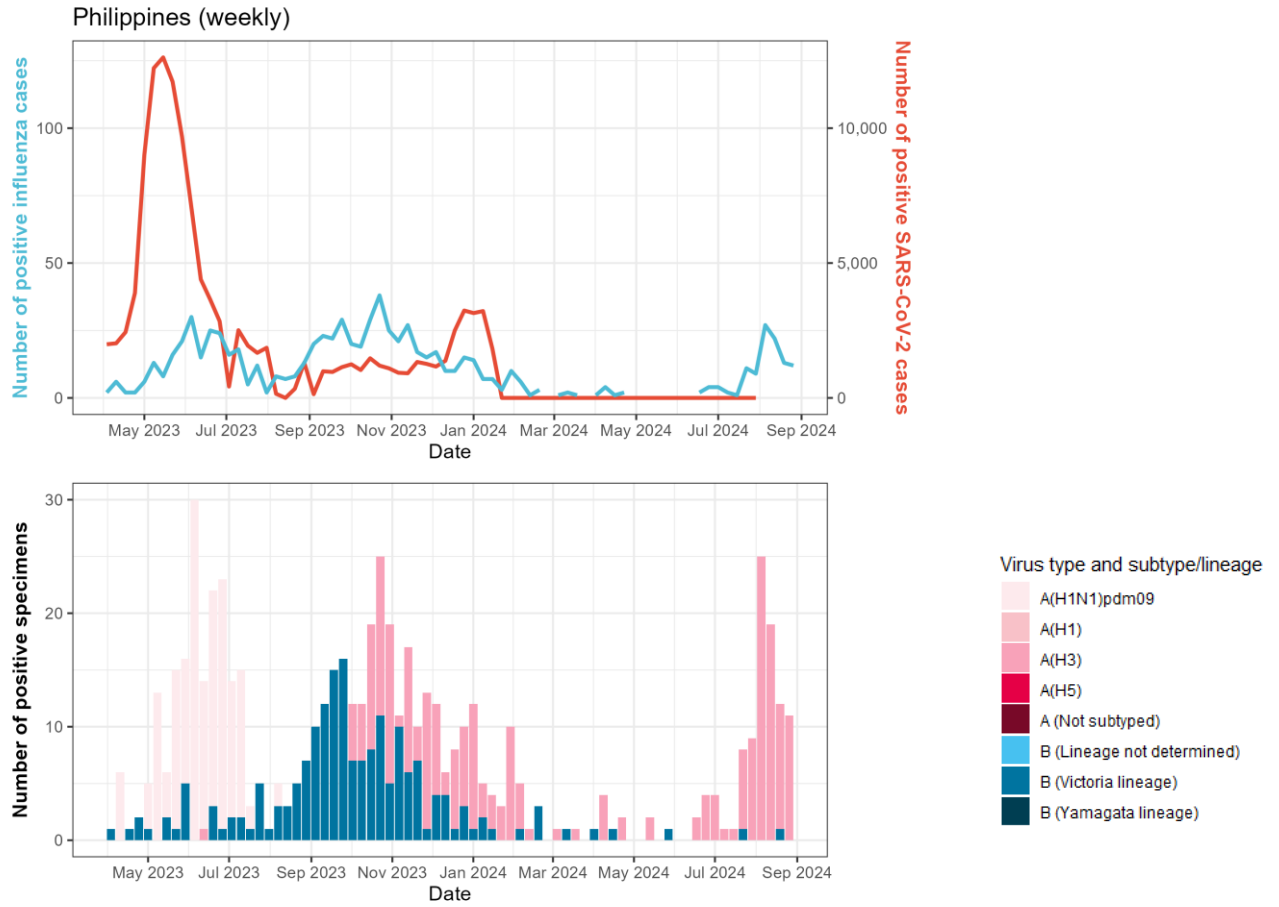 Philippines (weekly)
Number of positive influenza cases
100
50
0
10,000
5,000
0
Number of positive SARS-CoV-2 cases
May 2023 Jul 2023 Sep 2023 Nov 2023 Jan 2024 Mar 2024 May 2024 Jul 2024 Sep 2024
Date
Number of positive specimens
30
20
10
0
May 2023 Jul 2023 Sep 2023 Nov 2023 Jan 2024 Mar 2024 May 2024 Jul 2024 Sep 2024
Date
Virus type and subtype/lineage
A(H1N1)pdm09
A(H1)
A(H3)
A(H5)
A (Not subtyped)
B (Lineage not determined)
B (Victoria lineage)
B (Yamagata lineage)